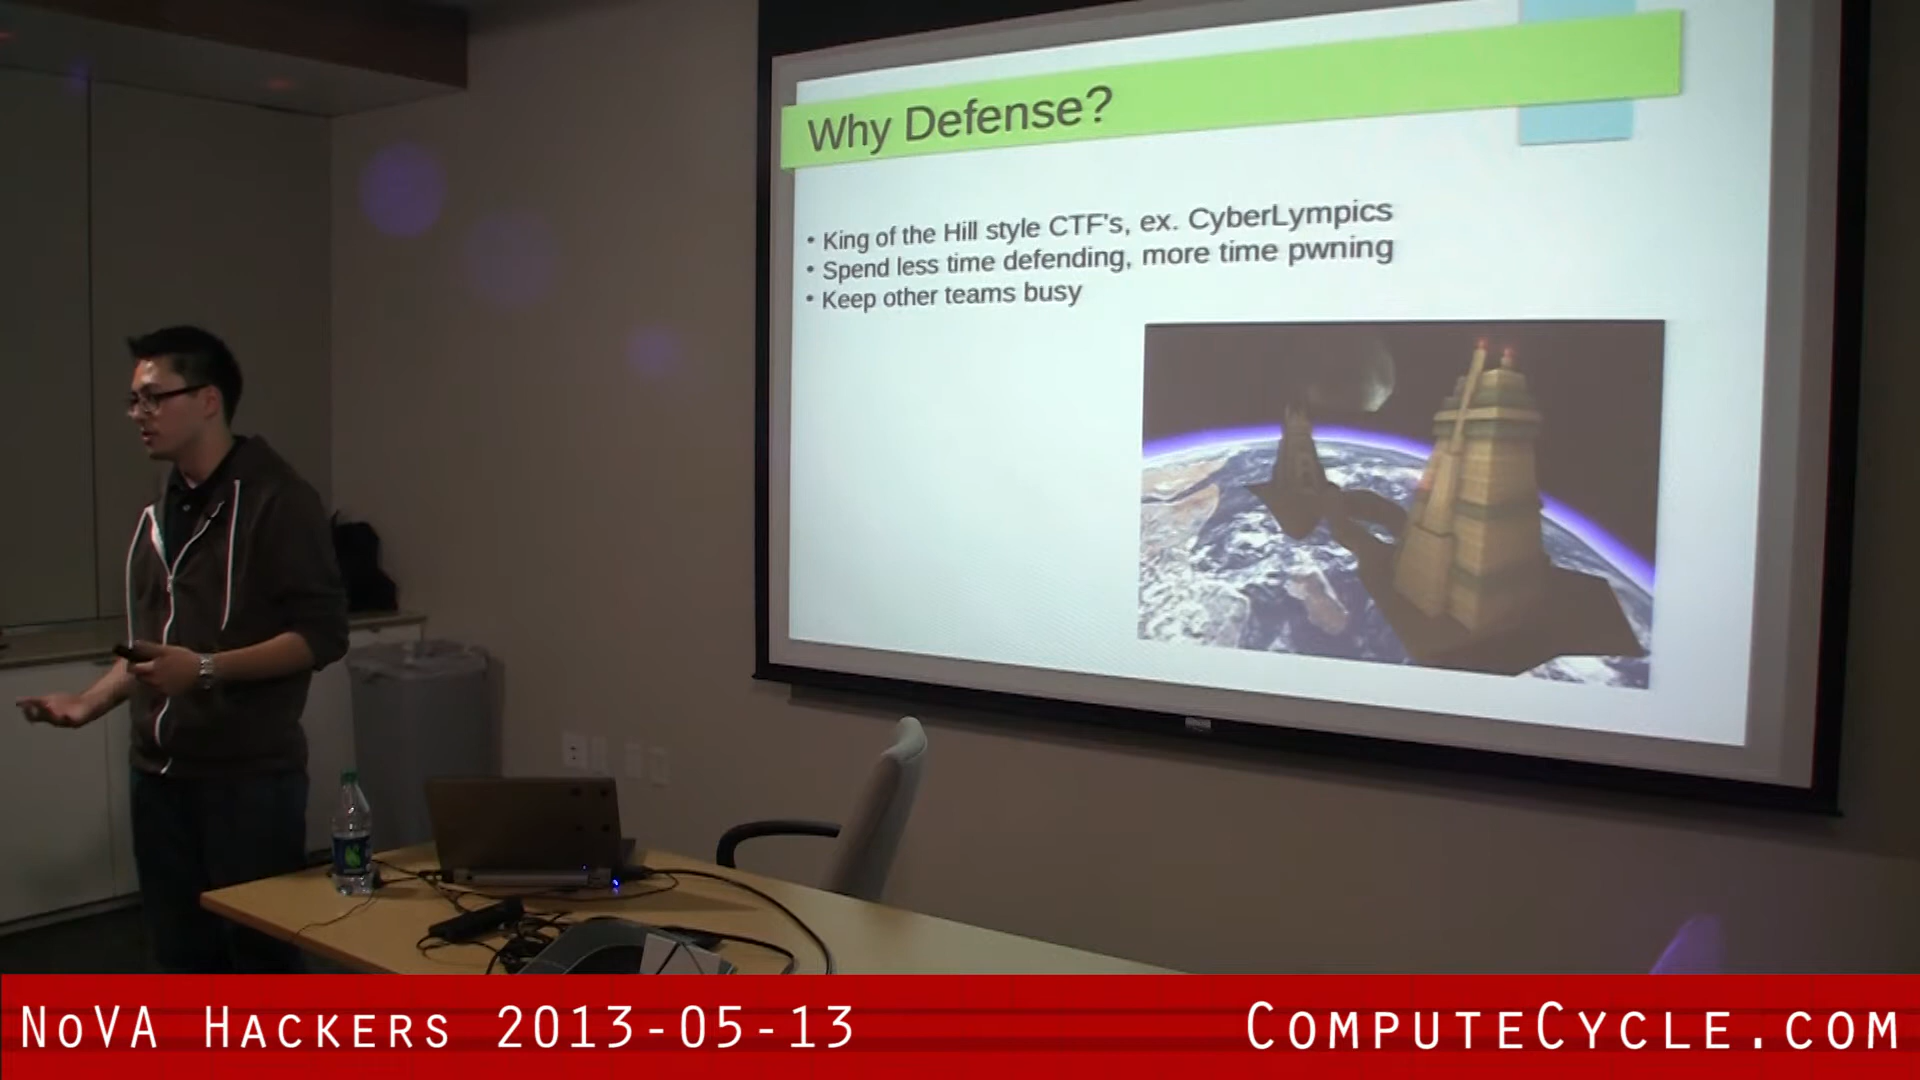 Why Defense?
• King of the Hill style CTF's, ex. CyberLympics
• Spend less time defending, more time pwning
• Keep other teams busy
NoVA Hackers 2013-05-13
ComputeCycle.com